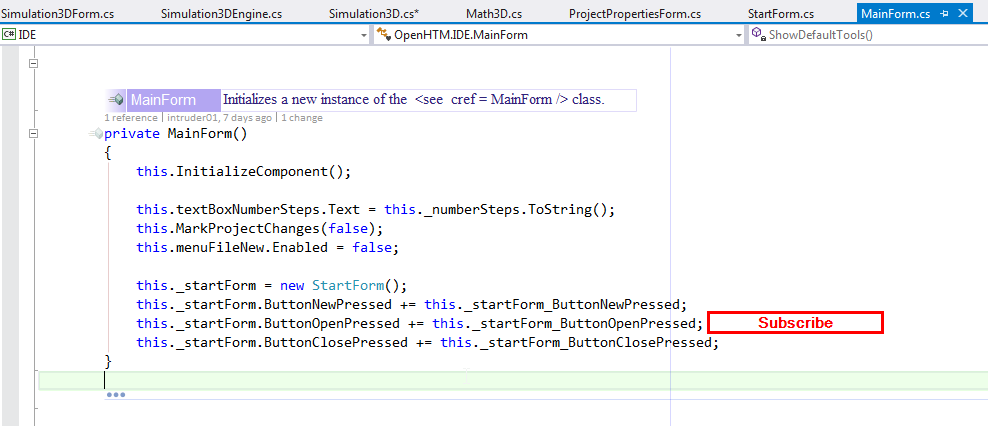 Simulation3DForm.cs Simulation3DEngine.cs Simulation3D.cs* Math3D.cs ProjectPropertiesForm.cs StartForm.cs MainForm.cs
C# IDE OpenHTM.IDE.MainForm ShowDefaultTools()
MainForm Initializes a new instance of the <see cref = MainForm /> class.
1 reference | intruder01, 7 days ago | 1 change
private MainForm()
{
this.InitializeComponent();
this.textBoxNumberSteps.Text = this._numberSteps.ToString();
this.MarkProjectChanges(false);
this.menuFileNew.Enabled = false;
this._startForm = new StartForm();
this._startForm.ButtonNewPressed += this._startForm_ButtonNewPressed;
this._startForm.ButtonOpenPressed += this._startForm_ButtonOpenPressed; Subscribe
this._startForm.ButtonClosePressed += this._startForm_ButtonClosePressed;
}